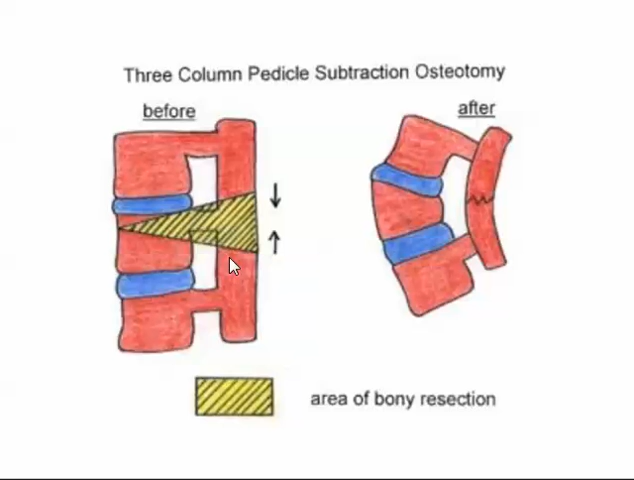 Three Column Pedicle Subtraction Osteotomy
before
after
area of bony resection